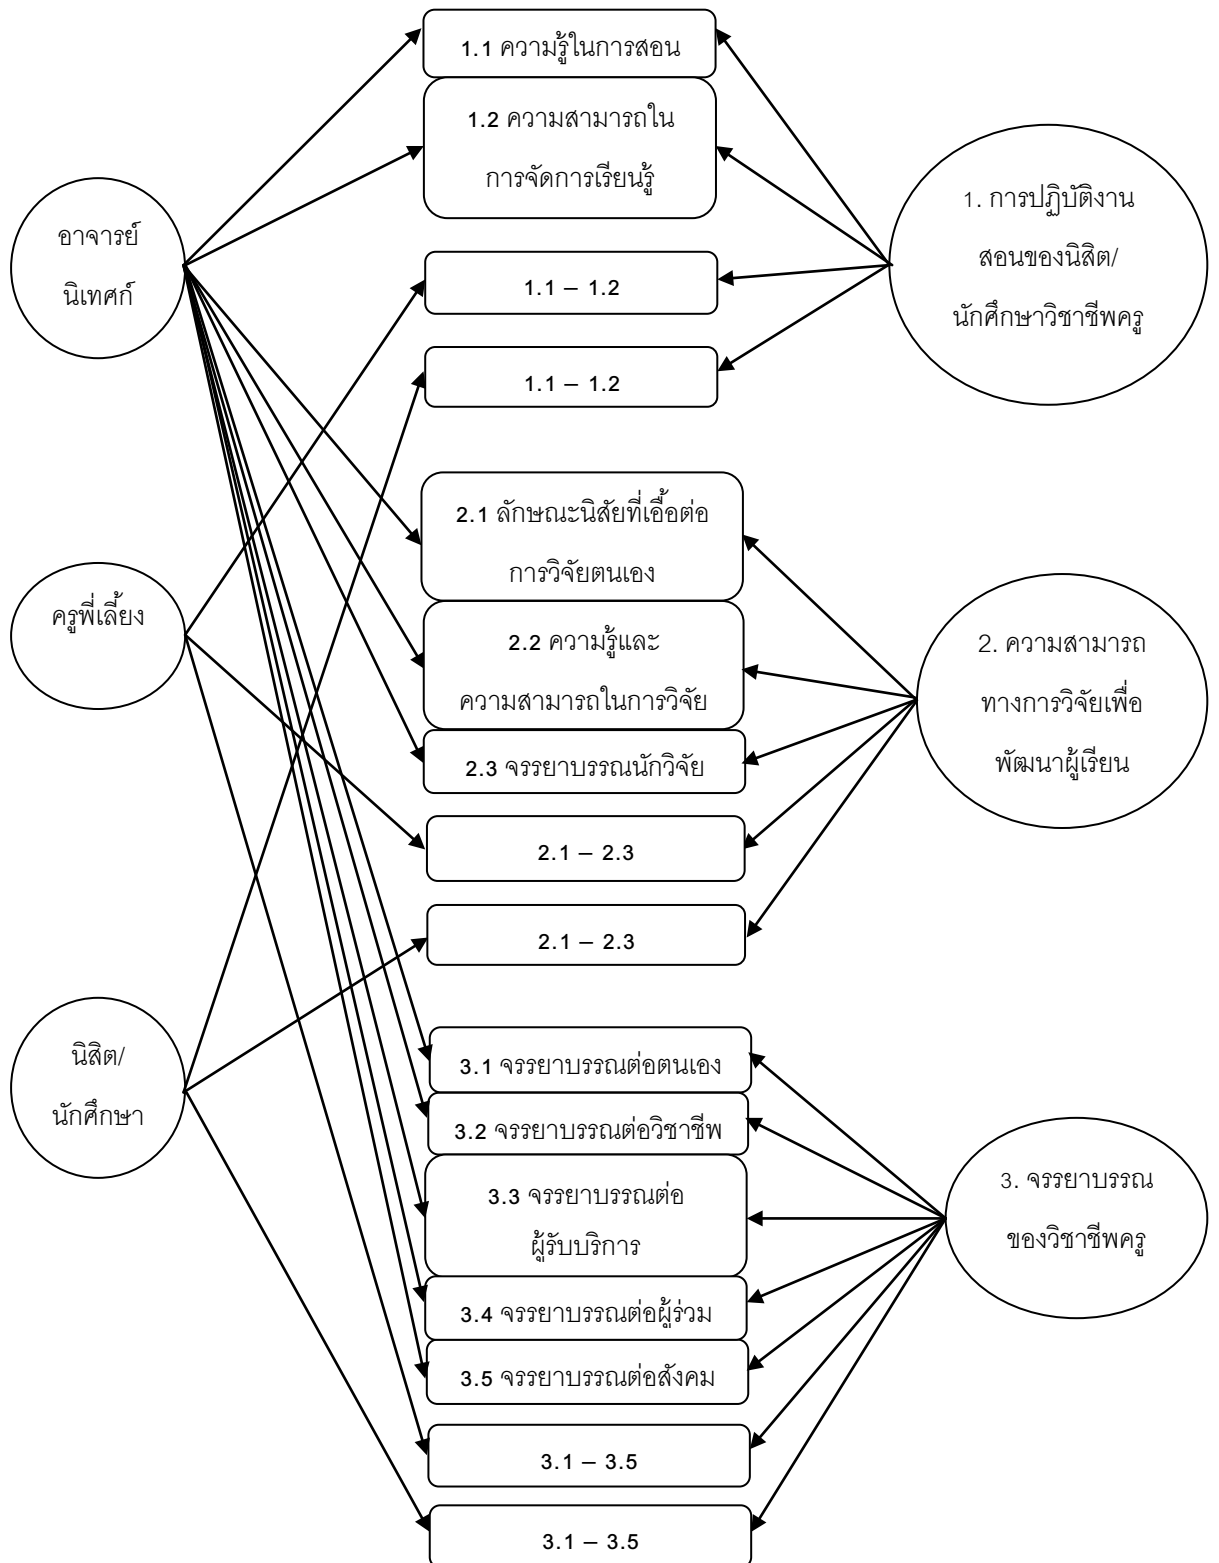 1.1 ความรู้ในการสอน
1.2 ความสามารถใน
การจัดการเรียนรู้
1.1 – 1.2
1.1 – 1.2
อาจารย์
นิเทศก์
1. การปฏิบัติงาน
สอนของนิสิต/
นักศึกษาวิชาชีพครู
2.1 ลักษณะนิสัยที่เอื้อต่อ
การวิจัยตนเอง
2.2 ความรู้และ
ความสามารถในการวิจัย
2.3 จรรยาบรรณนักวิจัย
2.1 – 2.3
2.1 – 2.3
ครูพี่เลี้ยง
2. ความสามารถ
ทางการวิจัยเพื่อ
พัฒนาผู้เรียน
นิสิต/
นักศึกษา
3.1 จรรยาบรรณต่อตนเอง
3.2 จรรยาบรรณต่อวิชาชีพ
3.3 จรรยาบรรณต่อ
ผู้รับบริการ
3.4 จรรยาบรรณต่อผู้ร่วม
3.5 จรรยาบรรณต่อสังคม
3.1 – 3.5
3.1 – 3.5
3. จรรยาบรรณ
ของวิชาชีพครู